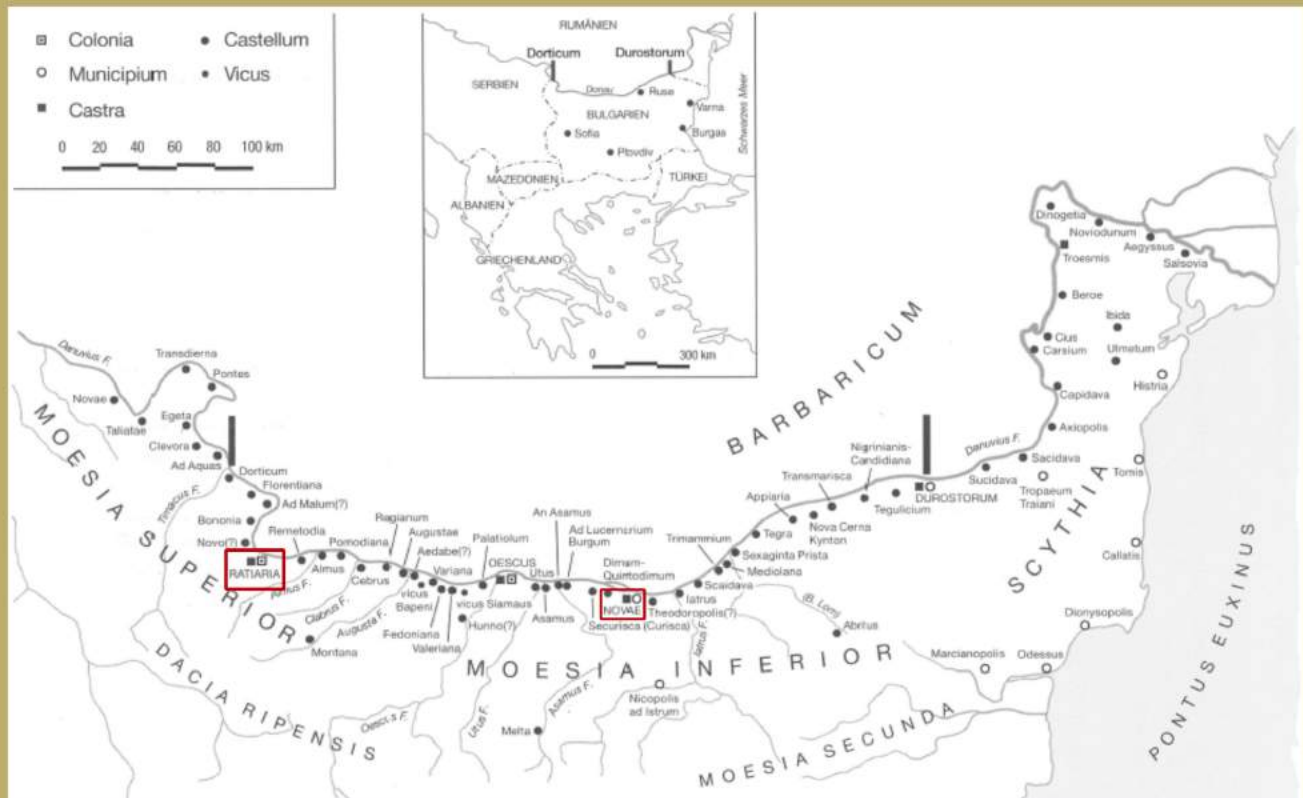 Colonia
Castellum
Municipium
Vicus
Castra
0 20 40 60 80 100 km
RUMÄNIEN
Dorticum
Durostorum
SERBIEN
Donau
Ruse
BULGARIEN
Varna
Sofia
Burgas
Plovdiv
Schwarzes Meer
MAZEDONIEN
TÜRKEI
ALBANIEN
GRIECHENLAND
0 300 km
Dinogetia
Noviodunum
Aegyssus
Salsovia
Troesmis
Beroe
Ibida
Cius
Carsium
Ulmetum
Histria
Capidava
Axiopolis
Danuvius F.
Sacidava
Sucidava
Tropaeum
Traiani
Tomis
Callatis
Dionysopolis
Odessus
Marcianopolis
SCYTHIA
PONTUS EUXINUS
BARBARICUM
Danuvius F.
Transdierna
Pontes
Novae
Taliatae
Egeta
Clevora
Ad Aquas
Dorticum
Florentiana
Ad Malum(?)
Bononia
Novo(?)
RATIARIA
Timacus F.
MOESIA SUPERIOR
Remetodia
Almus
Pomodiana
Cebrus
Regianum
Augustae
Aedabe(?)
Variana
vicus
Bapeni
Fedoniana
Valeriana
vicus Siamaus
Hunno(?)
Palatiolum
OESCUS
Utus
An Asamus
Ad Lucernarium
Burgum
Asamus
Dimum
Quintodimum
Securisca (Curisca)
NOVAE
Theodoropolis(?)
Iatrus
Scaidava
Trimammium
Mediolana
Sexaginta Prista
Tegra
Appiaria
Nova Cerna
Kynton
Transmarisca
Nigrinianis-
Candidiana
Tegulicium
DUROSTORUM
Almus F.
Clabrus F.
Augusta F.
Montana
Oescus F.
Utus F.
Asamus F.
Iatrus F.
(B. Lom)
Abritus
Melta
Nicopolis
ad Istrum
MOESIA INFERIOR
DACIA RIPENSIS
MOESIA SECUNDA